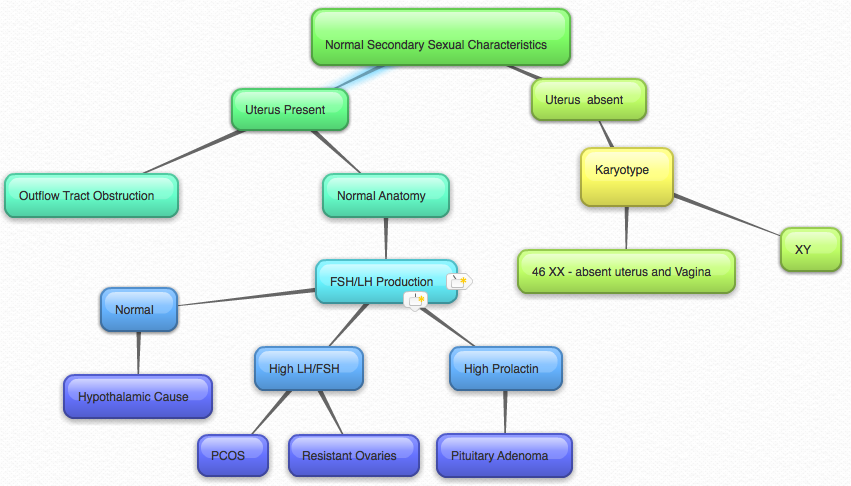 Normal Secondary Sexual Characteristics
Uterus Present
Uterus absent
Outflow Tract Obstruction
Normal Anatomy
Karyotype
46 XX - absent uterus and Vagina
XY
FSH/LH Production
Normal
High LH/FSH
High Prolactin
Hypothalamic Cause
PCOS
Resistant Ovaries
Pituitary Adenoma